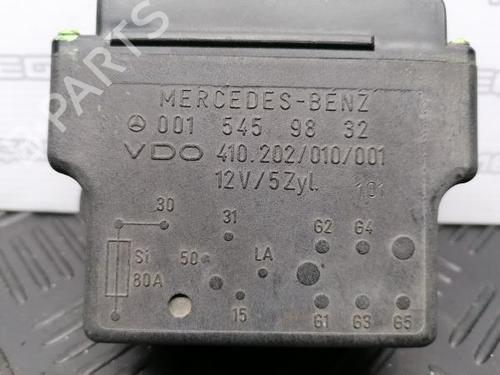 MERCEDES-BENZ
001 545 98 32
VDO 410.202/010/001
12V/5Zyl. 101
30 31 G2 G4
Si 50 LA
80A
15 G1 G3 G5
B-PARTS